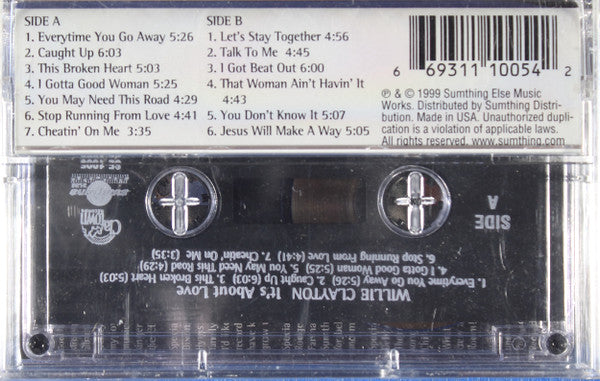 SIDE A
1. Everytime You Go Away 5:26
2. Caught Up 6:03
3. This Broken Heart 5:03
4. I Gotta Good Woman 5:25
5. You May Need This Road 4:29
6. Stop Running From Love 4:41
7. Cheatin' On Me 3:35
SIDE B
1. Let's Stay Together 4:56
2. Talk To Me 4:45
3. I Got Beat Out 6:30
4. That Woman Ain't Havin' It
4:43
5. You Don't Know It 5:07
6. Jesus Will Make A Way 5:05
6 69311 10054 2
℗ & © 1999 Sumthing Else Music
Works. Distributed by Sumthing Distri-
bution. Made in USA. Unauthorized dupli-
cation is a violation of applicable laws.
All rights reserved. www.sumthing.com
SIDE
A
WILLIE CLAYTON It's About Love
1. Everytime You Go Away (5:26) 2. Caught Up (6:03) 3. This Broken Heart (5:03)
4. I Gotta Good Woman (5:25) 5. You May Need This Road (4:29)
6. Stop Running From Love (4:41) 7. Cheatin' On Me (3:35)